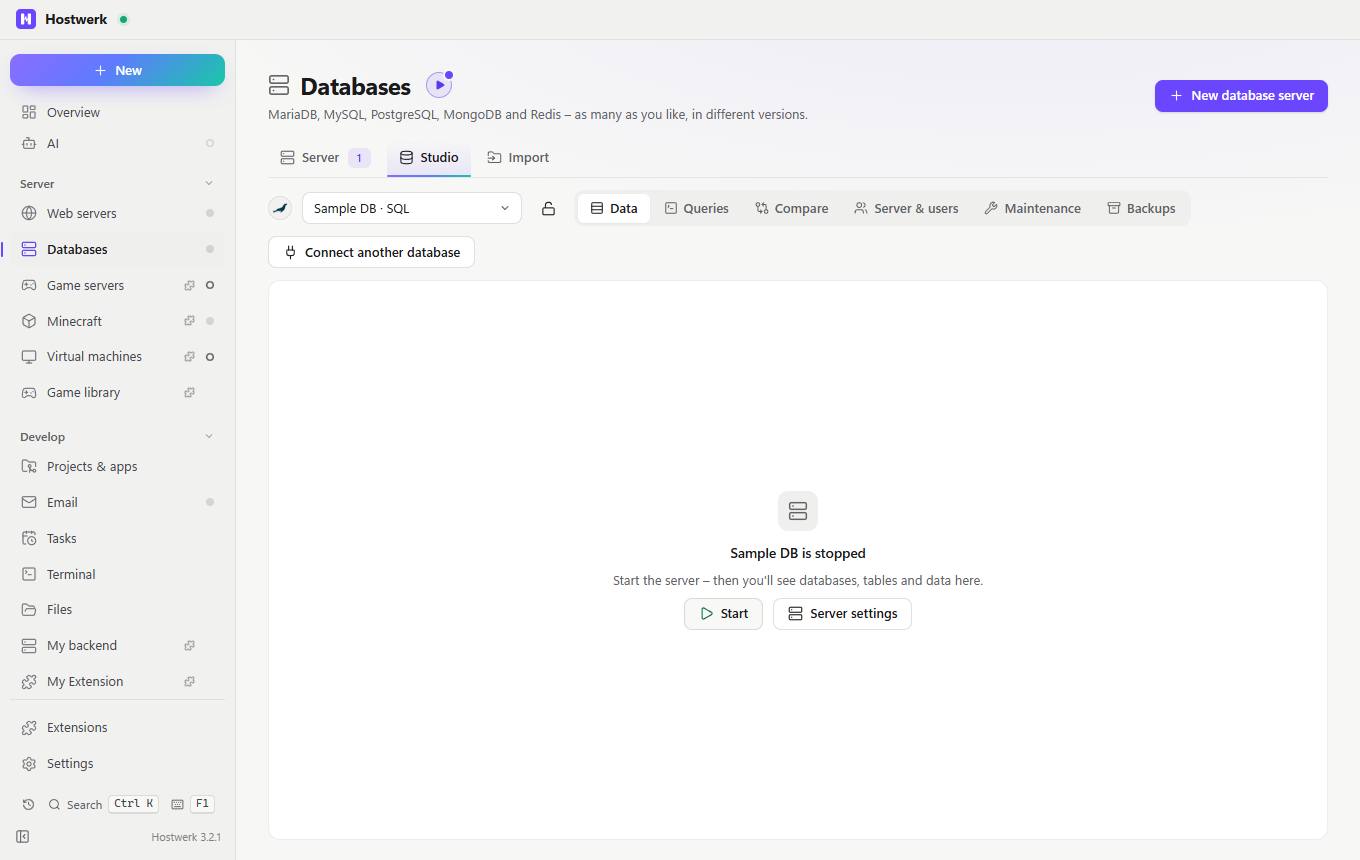 Hostwerk
New
Overview
AI
Server
Web servers
Databases
Game servers
Minecraft
Virtual machines
Game library
Develop
Projects & apps
Email
Tasks
Terminal
Files
My backend
My Extension
Extensions
Settings
Search Ctrl K F1
Hostwerk 3.2.1
Databases
MariaDB, MySQL, PostgreSQL, MongoDB and Redis – as many as you like, in different versions.
New database server
Server 1 Studio Import
Sample DB · SQL Data Queries Compare Server & users Maintenance Backups
Connect another database
Sample DB is stopped
Start the server – then you'll see databases, tables and data here.
Start Server settings